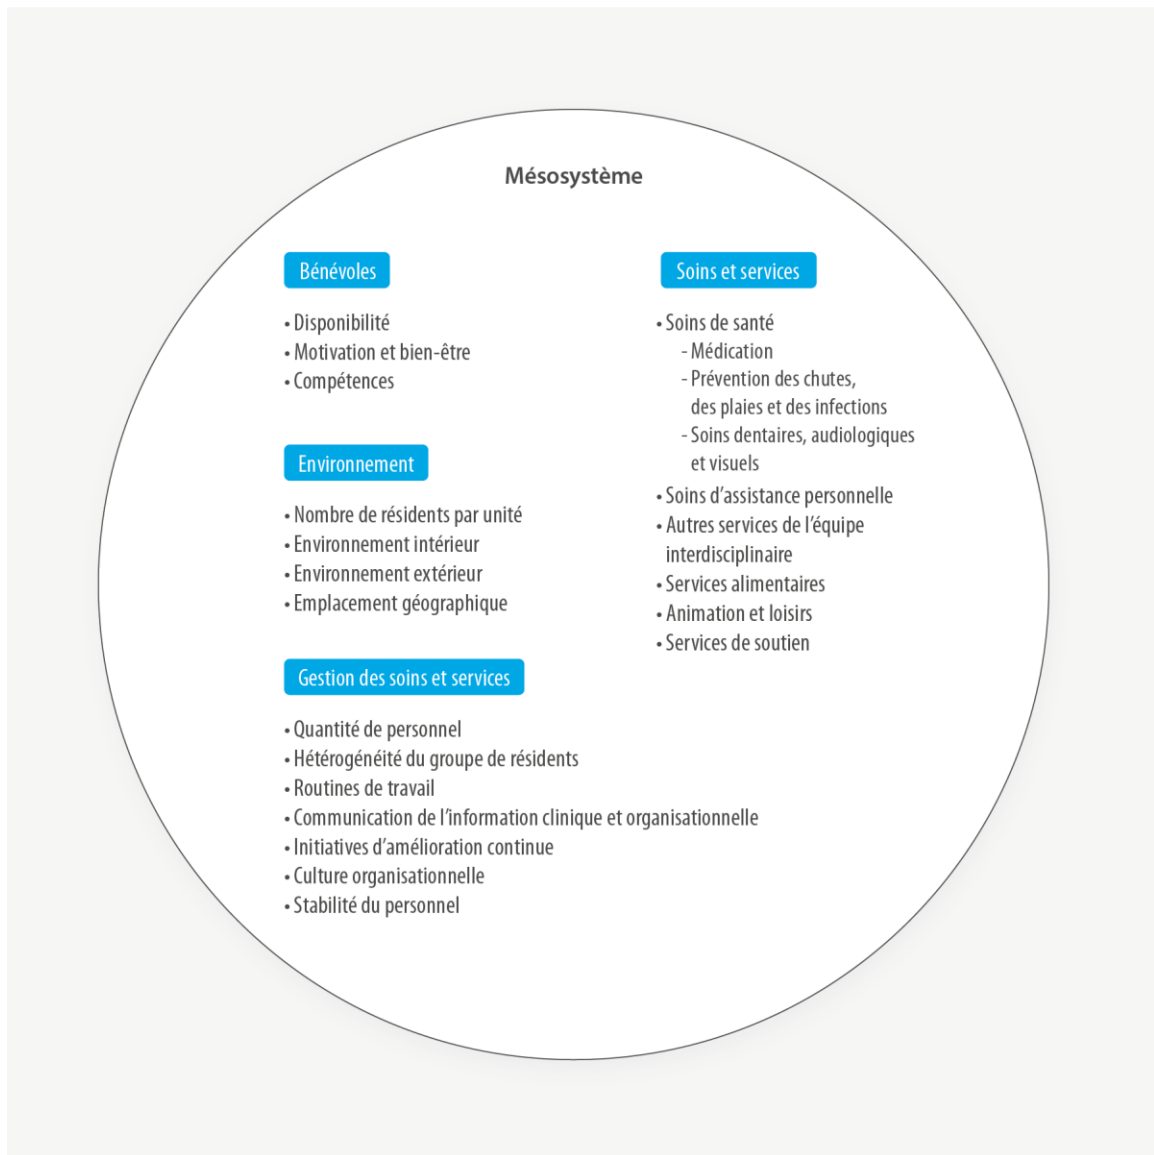 Mésosystème
Bénévoles
• Disponibilité
• Motivation et bien-être
• Compétences
Environnement
• Nombre de résidents par unité
• Environnement intérieur
• Environnement extérieur
• Emplacement géographique
Gestion des soins et services
• Quantité de personnel
• Hétérogénéité du groupe de résidents
• Routines de travail
• Communication de l’information clinique et organisationnelle
• Initiatives d’amélioration continue
• Culture organisationnelle
• Stabilité du personnel
Soins et services
• Soins de santé
- Médication
- Prévention des chutes,
des plaies et des infections
- Soins dentaires, audiologiques
et visuels
• Soins d’assistance personnelle
• Autres services de l’équipe
interdisciplinaire
• Services alimentaires
• Animation et loisirs
• Services de soutien